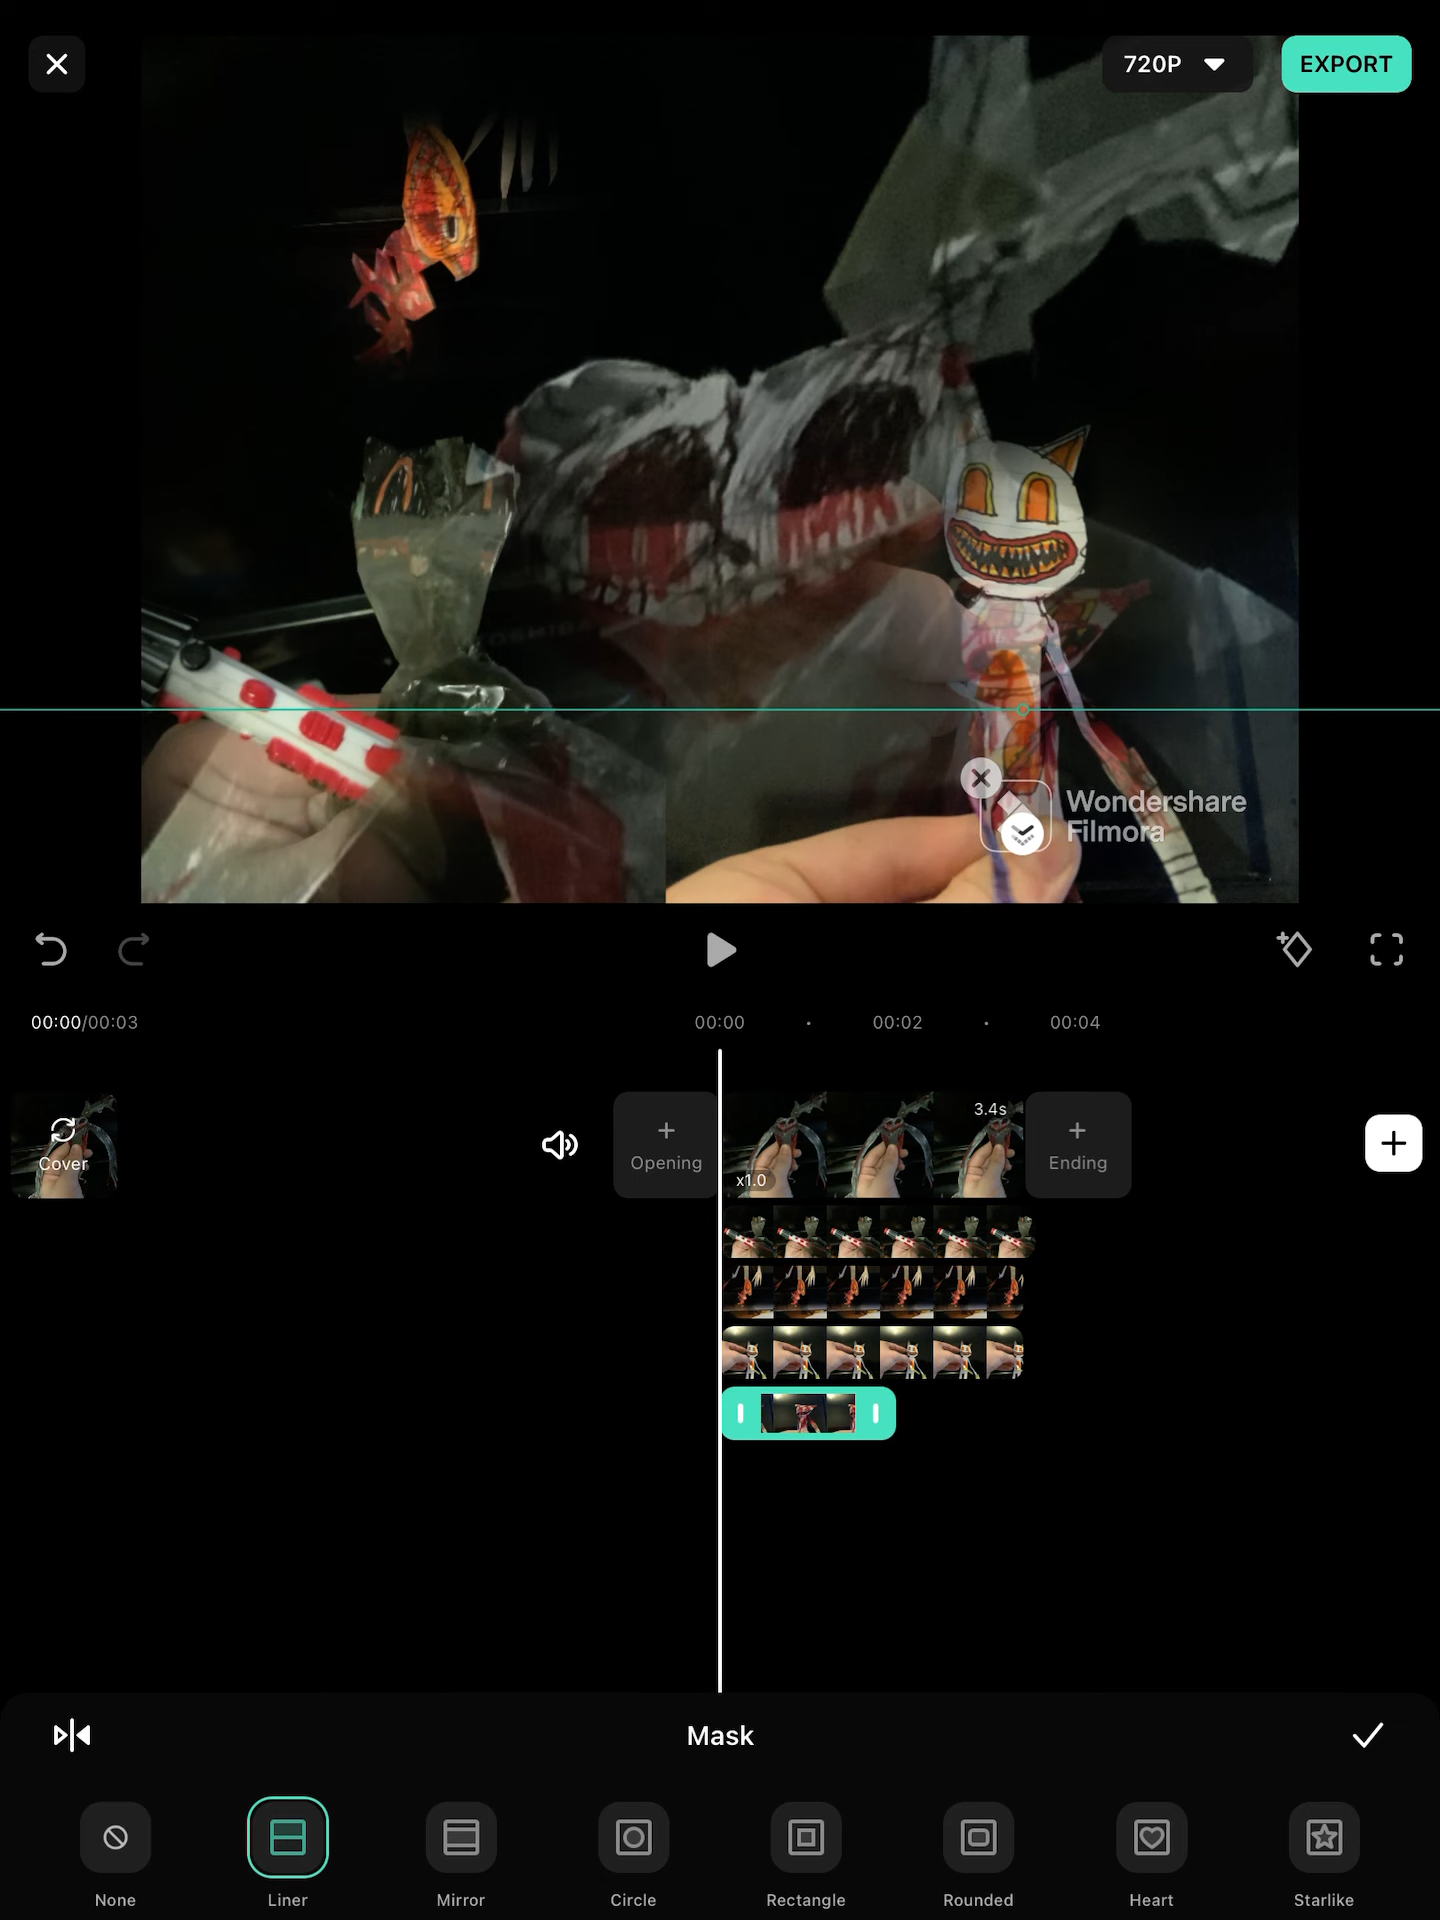 720P
EXPORT
TOSHIBA
Wondershare
Filmora
00:00/00:03
00:00
00:02
00:04
Cover
Opening
3.4s
x1.0
Ending
Mask
None
Liner
Mirror
Circle
Rectangle
Rounded
Heart
Starlike